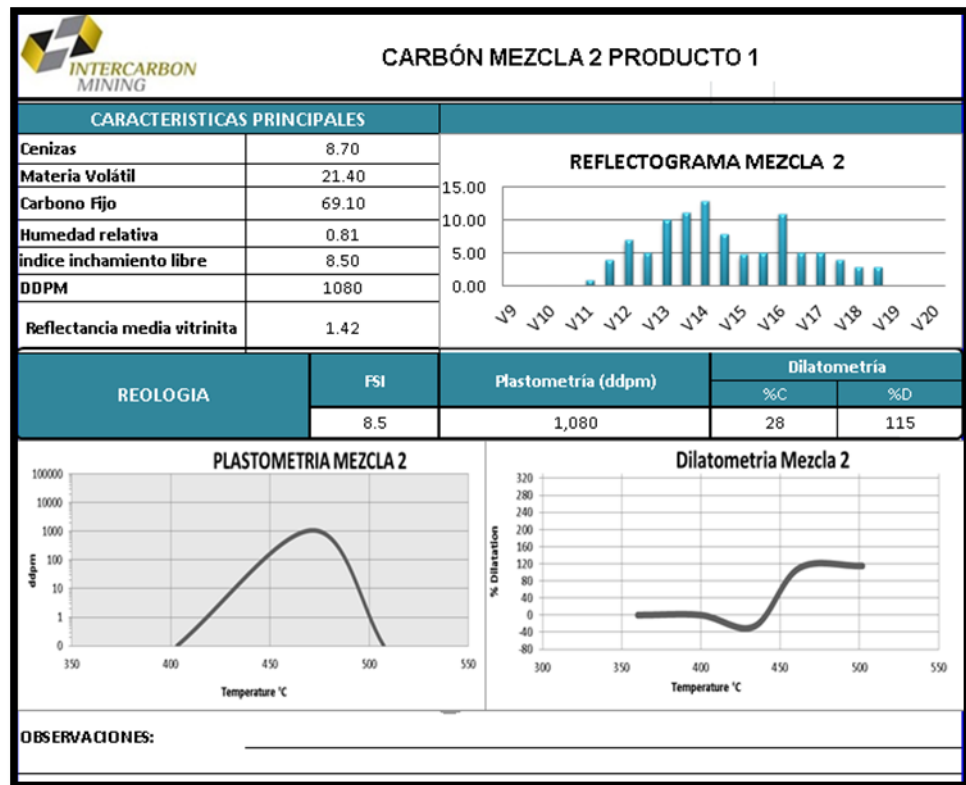 INTERCARBON
MINING
CARBÓN MEZCLA 2 PRODUCTO 1
CARACTERISTICAS PRINCIPALES
Cenizas 8.70
Materia Volátil 21.40
Carbono Fijo 69.10
Humedad relativa 0.81
indice inchamiento libre 8.50
DDPM 1080
Reflectancia media vitrinita 1.42
REFLECTOGRAMA MEZCLA 2
15.00
10.00
5.00
0.00
V9 V10 V11 V12 V13 V14 V15 V16 V17 V18 V19 V20
REOLOGIA FSI Plastometría (ddpm) Dilatometría
%C %D
8.5 1,080 28 115
PLASTOMETRIA MEZCLA 2
100000
10000
1000
100
10
1
0
ddpm
350 400 450 500 550
Temperature °C
Dilatometria Mezcla 2
320
280
240
200
160
120
80
40
0
-40
-80
% Dilatation
300 350 400 450 500 550
Temperature °C
OBSERVACIONES: